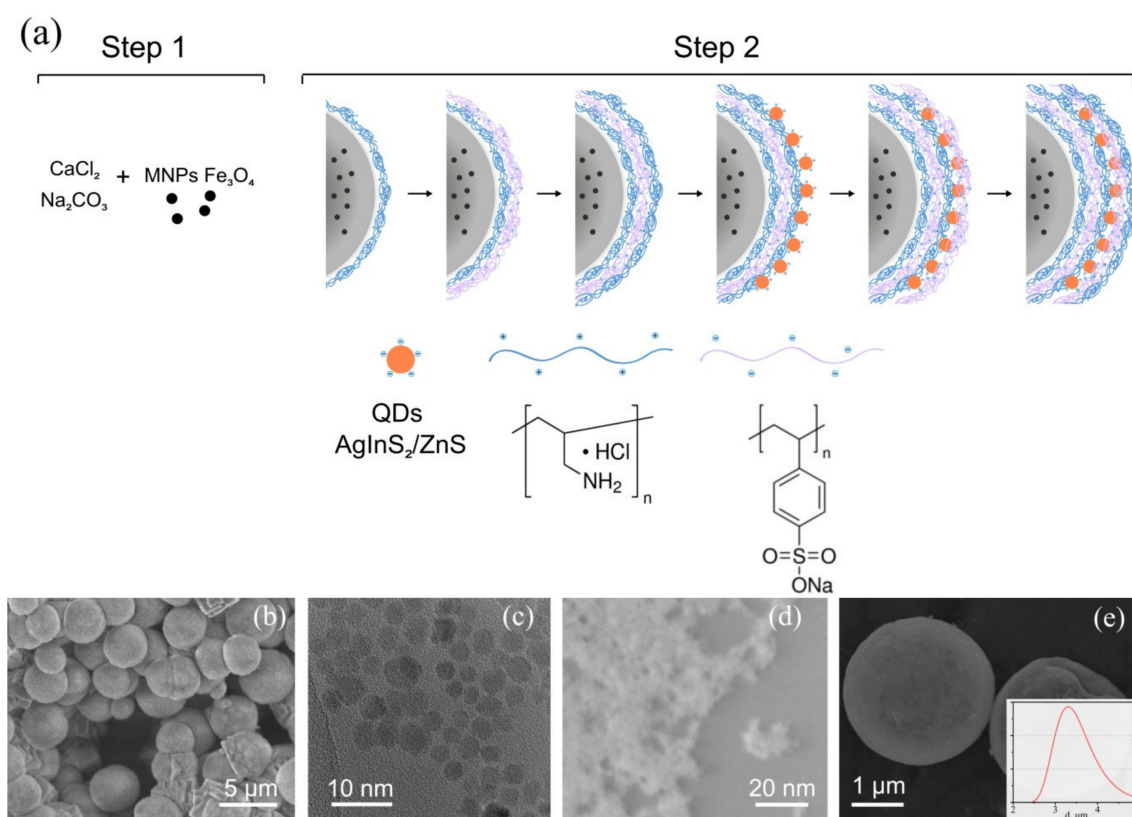 (a)
Step 1
Step 2
CaCl₂
Na₂CO₃
+
MNPs Fe₃O₄
QDs
AgInS₂/ZnS
• HCl
NH₂
n
n
O=S=O
ONa
(b)
5 µm
(c)
10 nm
(d)
20 nm
(e)
1 µm
2 3 4
d, µm